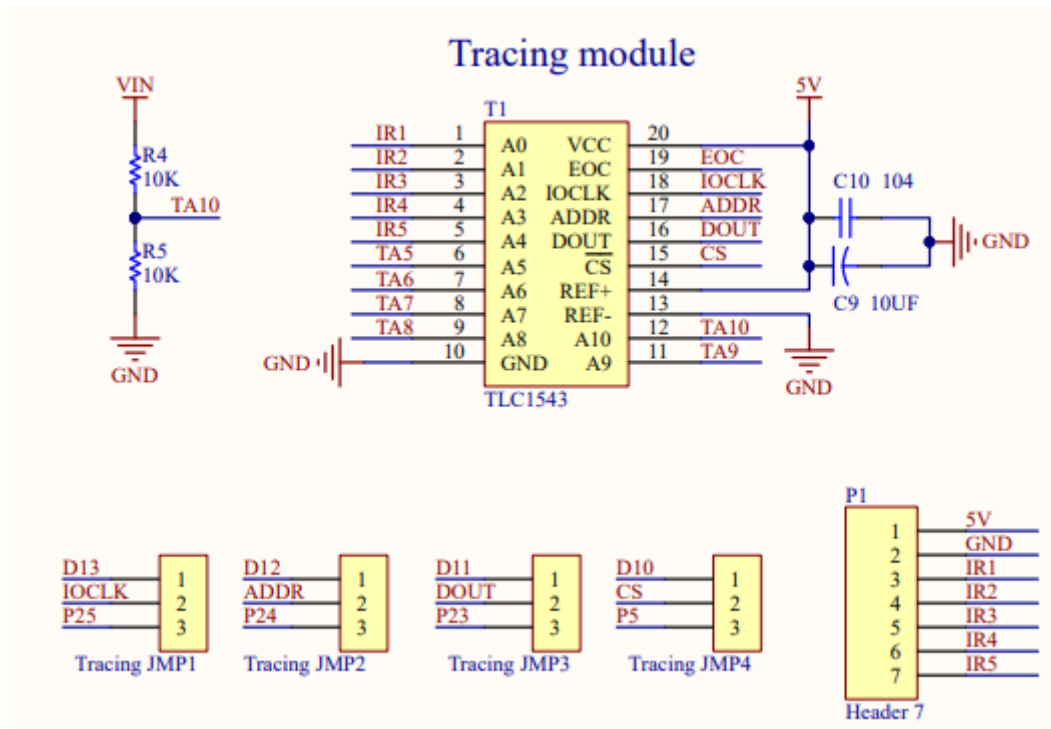 Tracing module
VIN
R4
10K
TA10
R5
10K
GND
T1
IR1 1 A0
IR2 2 A1
IR3 3 A2
IR4 4 A3
IR5 5 A4
TA5 6 A5
TA6 7 A6
TA7 8 A7
TA8 9 A8
GND 10 GND
VCC 20
EOC 19 EOC
IOCLK 18 IOCLK
ADDR 17 ADDR
DOUT 16 DOUT
CS 15 CS
REF+ 14
REF- 13
A10 12 TA10
A9 11 TA9
TLC1543
5V
C10 104
GND
C9 10UF
GND
D13 1
IOCLK 2
P25 3
Tracing JMP1
D12 1
ADDR 2
P24 3
Tracing JMP2
D11 1
DOUT 2
P23 3
Tracing JMP3
D10 1
CS 2
P5 3
Tracing JMP4
P1
1 5V
2 GND
3 IR1
4 IR2
5 IR3
6 IR4
7 IR5
Header 7